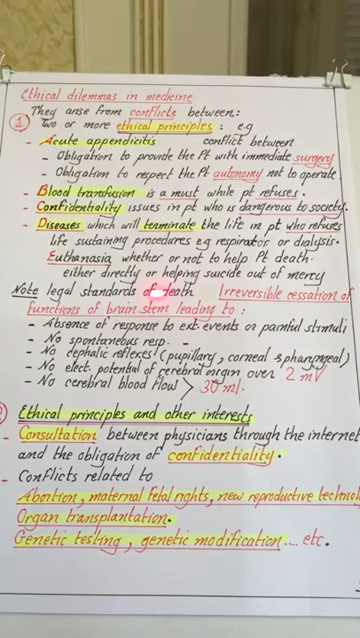 Ethical dilemmas in medicine
They arise from conflicts between:
① Two or more ethical principles : e.g
- Acute appendicitis conflict between
- Obligation to provide the Pt with immediate surgery
- Obligation to respect the Pt autonomy not to operate
- Blood transfusion is a must while pt refuses.
- Confidentiality issues in pt who is dangerous to society.
- Diseases which will terminate the life in pt who refuses
life sustaining procedures eg respirator or dialysis.
Euthanasia whether or not to help Pt death
either directly or helping suicide out of mercy
Note legal standards of death Irreversible cessation of
functions of brain stem leading to :
- Absence of response to ext. events or painful stimuli
- No spontaneous resp. -
- No cephalic reflexes (pupillary, corneal & pharyngeal)
- No elect. potential of cerebral origin over 2 mV
- No cerebral blood flow > 30 ml.
Ethical principles and other interests
- Consultation between physicians through the internet
and the obligation of confidentiality.
- Conflicts related to
Abortion, maternal fetal rights, new reproductive technol
Organ transplantation.
Genetic testing, genetic modification.... etc.